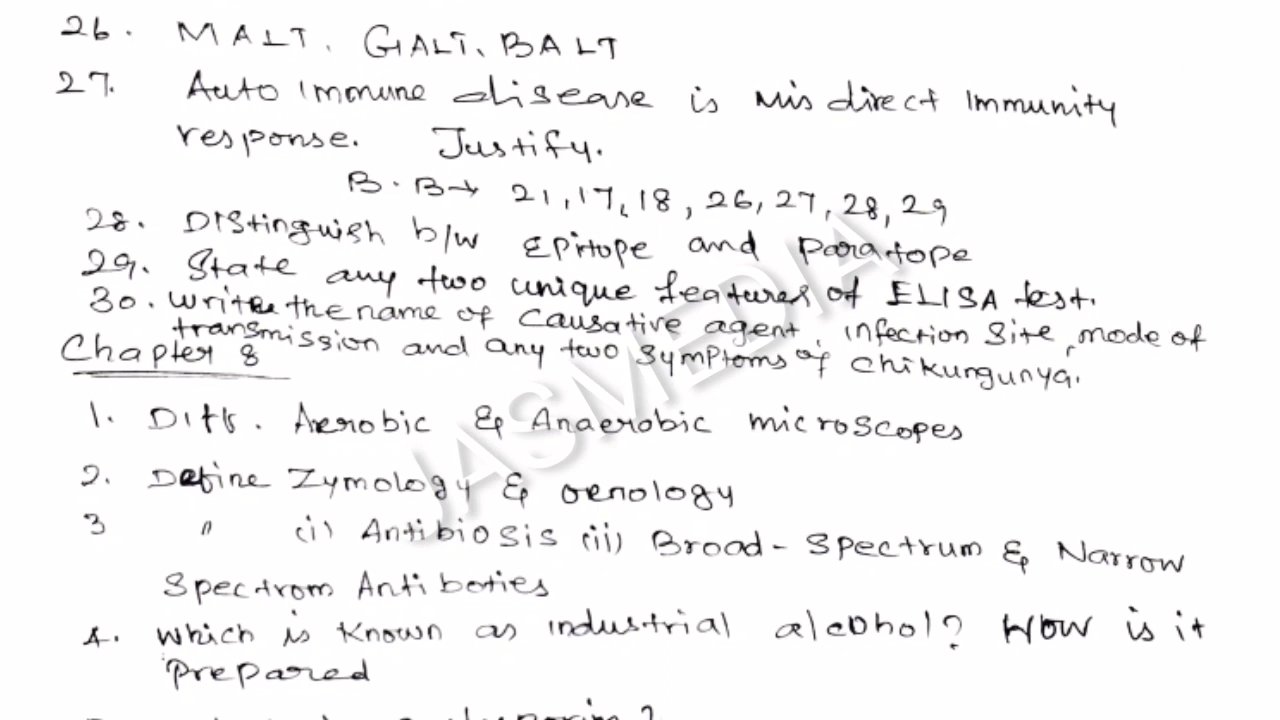 26. MALT. GALT. BALT
27. Auto immune disease is mis direct Immunity
response. Justify.
B.B→ 21, 17, 18, 26, 27, 28, 29
28. Distinguish b/w Epitope and Paratope
29. State any two unique features of ELISA test.
30. Write the name of Causative agent, infection Site, mode of
transmission and any two Symptoms of Chikungunya.
Chapter 8
1. Diff. Aerobic & Anaerobic microscopes
2. Define Zymology & oenology
3 " (i) Antibiosis (ii) Broad-Spectrum & Narrow
Spectrom Antiboties
4. Which is Known as industrial alcohol? How is it
Prepared
JASMEDIA